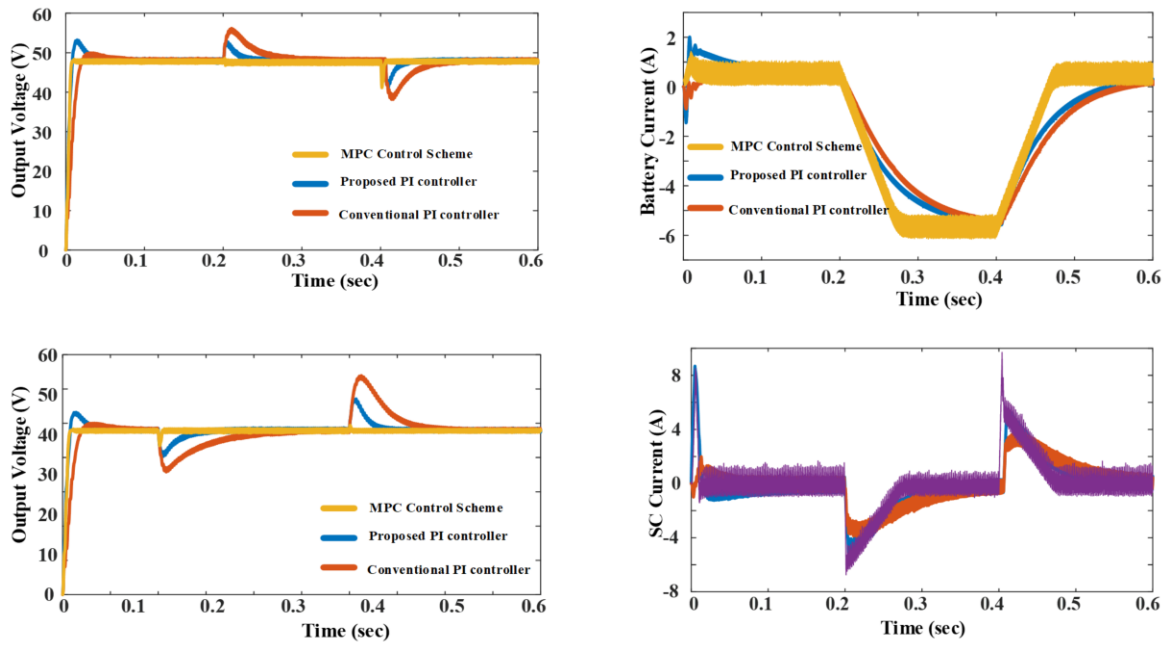 60
50
40
30
20
10
0
Output Voltage (V)
MPC Control Scheme
Proposed PI controller
Conventional PI controller
0 0.1 0.2 0.3 0.4 0.5 0.6
Time (sec)
2
0
-2
-4
-6
Battery Current (A)
MPC Control Scheme
Proposed PI controller
Conventional PI controller
0 0.1 0.2 0.3 0.4 0.5 0.6
Time (sec)
60
50
40
30
20
10
0
Output Voltage (V)
MPC Control Scheme
Proposed PI controller
Conventional PI controller
0 0.1 0.2 0.3 0.4 0.5 0.6
Time (sec)
8
4
0
-4
-8
SC Current (A)
0 0.1 0.2 0.3 0.4 0.5 0.6
Time (sec)